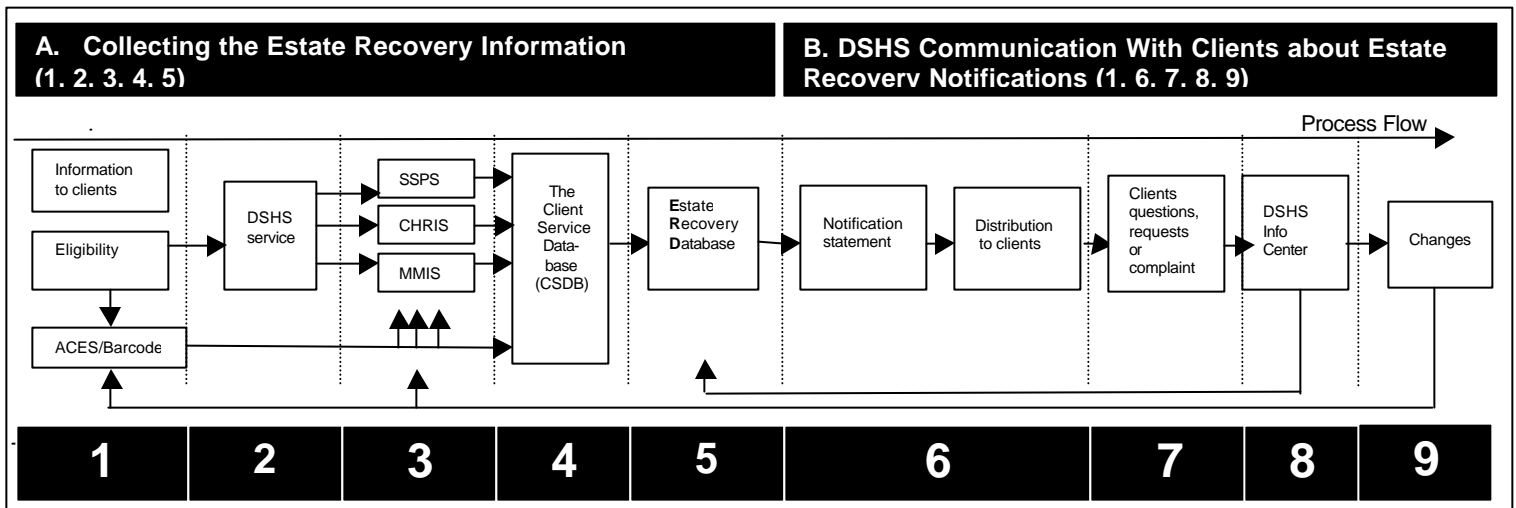 A. Collecting the Estate Recovery Information
(1, 2, 3, 4, 5)
B. DSHS Communication With Clients about Estate
Recovery Notifications (1, 6, 7, 8, 9)
Process Flow
Information
to clients
Eligibility
ACES/Barcode
DSHS
service
SSPS
CHRIS
MMIS
The
Client
Service
Data-
base
(CSDB)
Estate
Recovery
Database
Notification
statement
Distribution
to clients
Clients
questions,
requests
or
complaint
DSHS
Info
Center
Changes
1
2
3
4
5
6
7
8
9